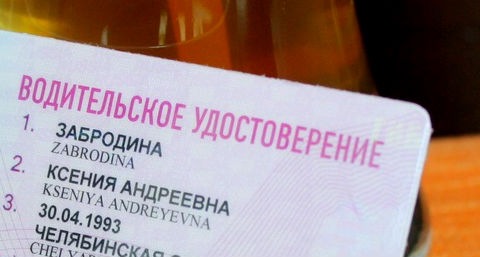 ВОДИТЕЛЬСКОЕ УДОСТОВЕРЕНИЕ
1. ЗАБРОДИНА
ZABRODINA
2. КСЕНИЯ АНДРЕЕВНА
KSENIYA ANDREYEVNA
3. 30.04.1993
ЧЕЛЯБИНСКАЯ